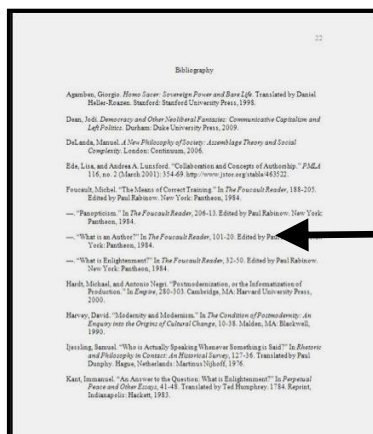 22
Bibliography
Agamben, Giorgio. Homo Sacer: Sovereign Power and Bare Life. Translated by Daniel
Heller-Roazen. Stanford: Stanford University Press, 1998.
Dean, Jodi. Democracy and Other Neoliberal Fantasies: Communicative Capitalism and
Left Politics. Durham: Duke University Press, 2009.
DeLanda, Manuel. A New Philosophy of Society: Assemblage Theory and Social
Complexity. London: Continuum, 2006.
Ede, Lisa, and Andrea A. Lunsford. "Collaboration and Concepts of Authorship." PMLA
116, no. 2 (March 2001): 354-69. http://www.jstor.org/stable/463522.
Foucault, Michel. "The Means of Correct Training." In The Foucault Reader, 188-205.
Edited by Paul Rabinow. New York: Pantheon, 1984.
—. "Panopticism." In The Foucault Reader, 206-13. Edited by Paul Rabinow. New York:
Pantheon, 1984.
—. "What is an Author?" In The Foucault Reader, 101-20. Edited by Paul
York: Pantheon, 1984.
—. "What is Enlightenment?" In The Foucault Reader, 32-50. Edited by Paul Rabinow.
New York: Pantheon, 1984.
Hardt, Michael, and Antonio Negri. "Postmodernization, or the Informatization of
Production." In Empire, 280-303. Cambridge, MA: Harvard University Press,
2000.
Harvey, David. "Modernity and Modernism." In The Condition of Postmodernity: An
Enquiry into the Origins of Cultural Change, 10-38. Malden, MA: Blackwell,
1990.
Ijessling, Samuel. "Who is Actually Speaking Whenever Something is Said?" In Rhetoric
and Philosophy in Contact: An Historical Survey, 127-36. Translated by Paul
Dunphy. Hague, Netherlands: Martinus Nijhoff, 1976.
Kant, Immanuel. "An Answer to the Question: What is Enlightenment?" In Perpetual
Peace and Other Essays, 41-48. Translated by Ted Humphrey. 1784. Reprint,
Indianapolis: Hackett, 1983.